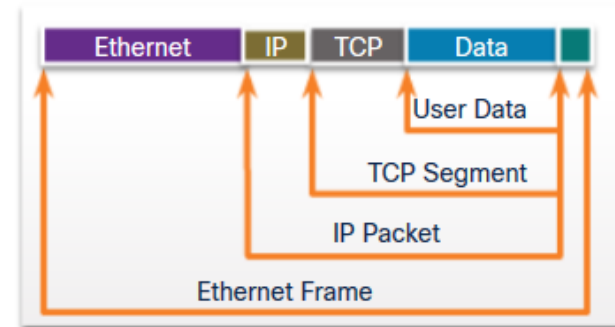 Ethernet IP TCP Data
User Data
TCP Segment
IP Packet
Ethernet Frame